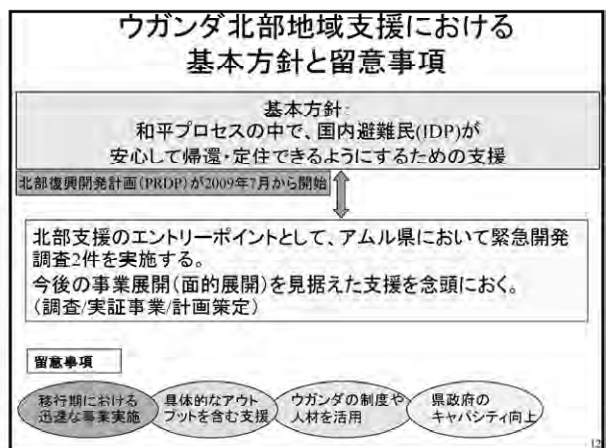 ウガンダ北部地域支援における
基本方針と留意事項
基本方針:
和平プロセスの中で、国内避難民(IDP)が
安心して帰還・定住できるようにするための支援
北部復興開発計画(PRDP)が2009年7月から開始
北部支援のエントリーポイントとして、アムル県において緊急開発
調査2件を実施する。
今後の事業展開(面的展開)を見据えた支援を念頭におく。
(調査/実証事業/計画策定)
留意事項
移行期における
迅速な事業実施
具体的なアウト
プットを含む支援
ウガンダの制度や
人材を活用
県政府の
キャパシティ向上
12